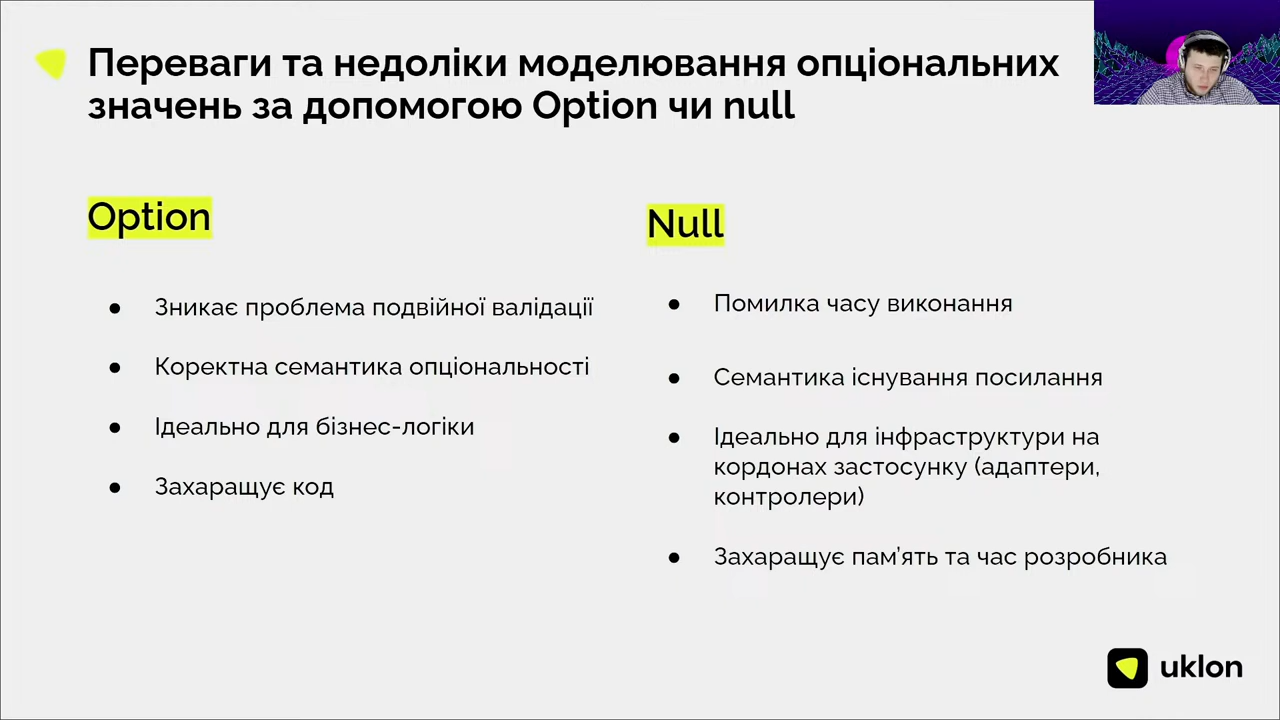 Переваги та недоліки моделювання опціональних
значень за допомогою Option чи null
Option
● Зникає проблема подвійної валідації
● Коректна семантика опціональності
● Ідеально для бізнес-логіки
● Захаращує код
Null
● Помилка часу виконання
● Семантика існування посилання
● Ідеально для інфраструктури на
кордонах застосунку (адаптери,
контролери)
● Захаращує пам'ять та час розробника
uklon